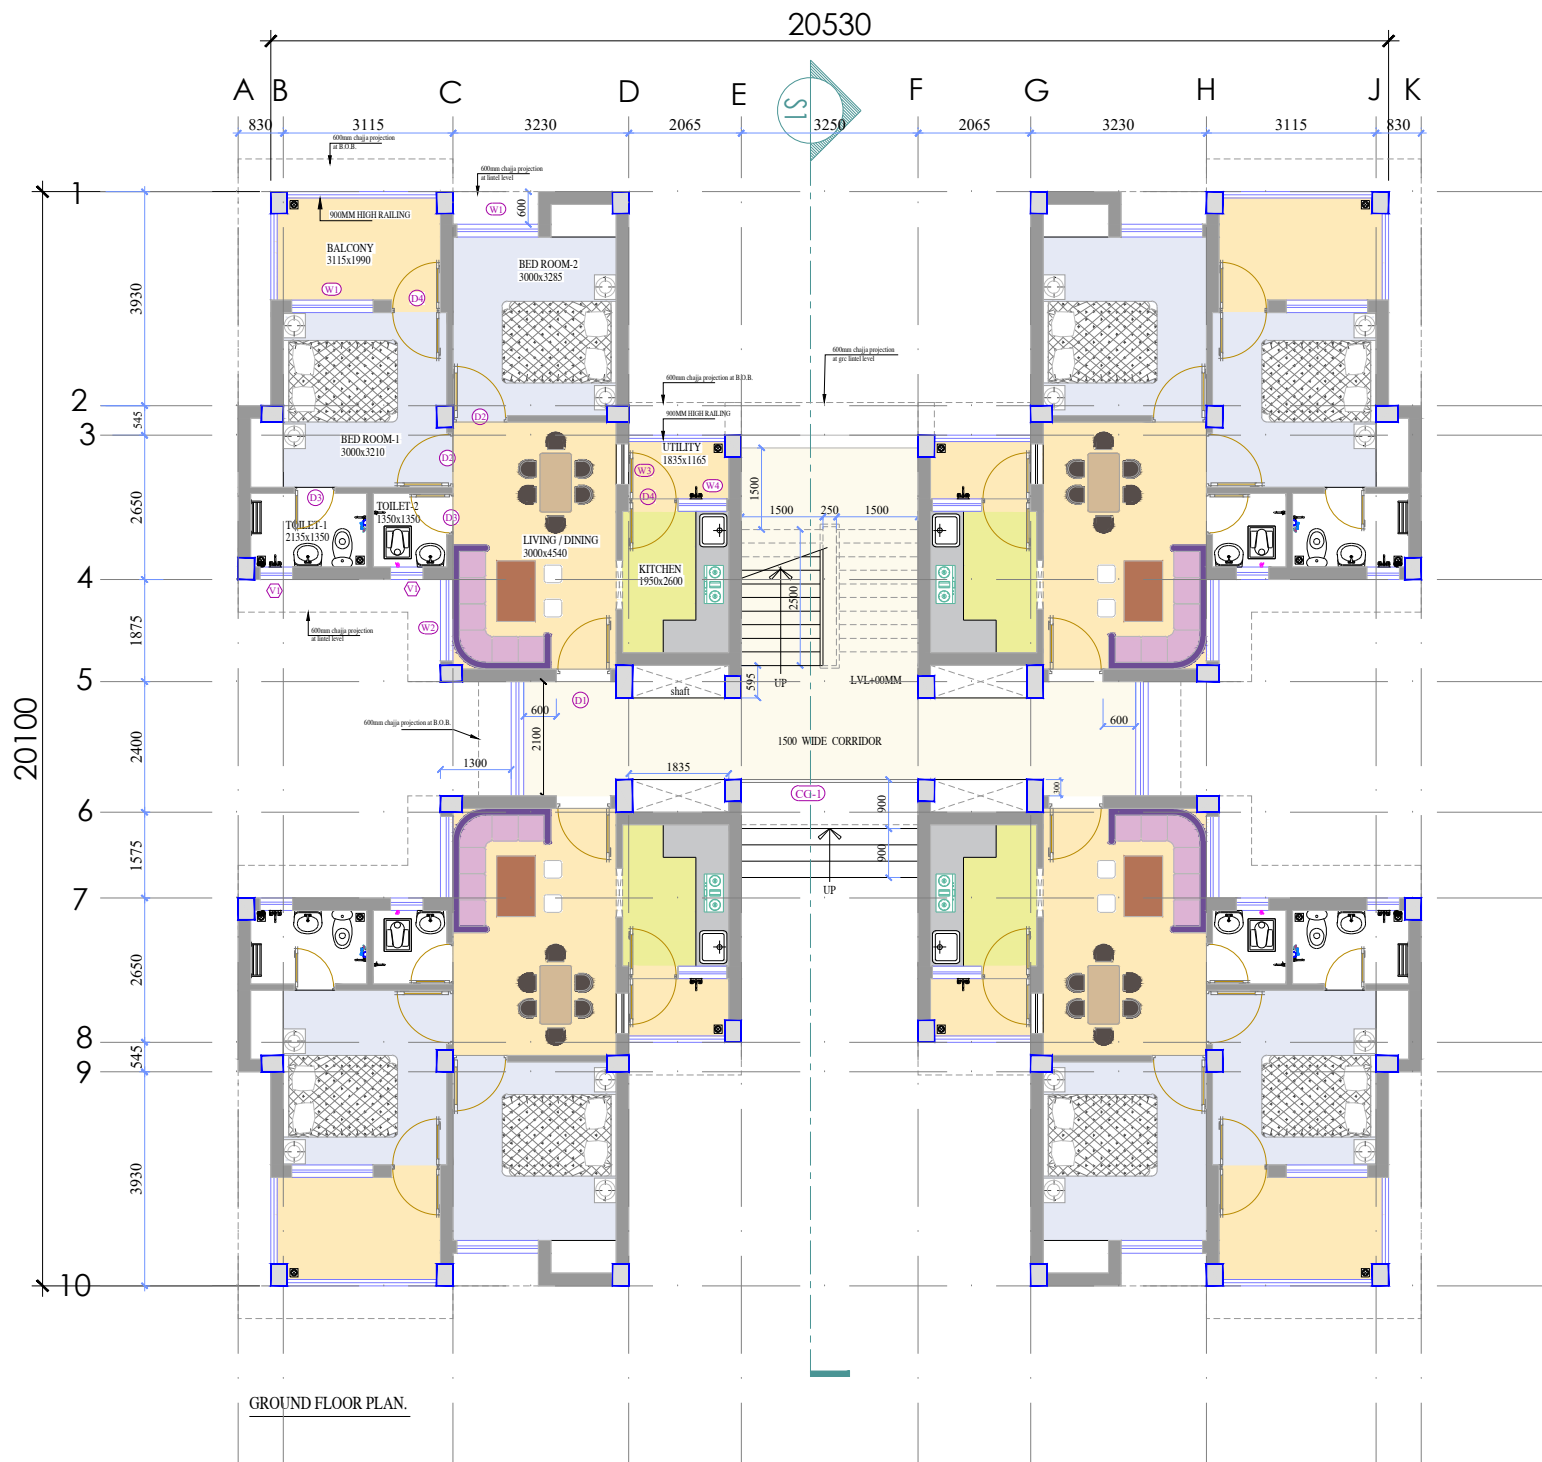 20530
A B C D E F G H J K
830 3115 3230 2065 3250 2065 3230 3115 830
S1
600mm chajja projection
at B.O.B.
600mm chajja projection
at lintel level
1
W1
600
900MM HIGH RAILING
BALCONY
3115x1990
BED ROOM-2
3000x3285
W1
D4
3930
600mm chajja projection
at grc lintel level
600mm chajja projection at B.O.B.
2
545
D2
900MM HIGH RAILING
3
BED ROOM-1
3000x3210
UTILITY
1835x1165
D2
W3
W4
D4
1500
2650
D3
TOILET-1
2135x1350
TOILET-2
1350x1350
D3
1500 250 1500
LIVING / DINING
3000x4540
KITCHEN
1950x2600
4
V1
V1
2500
1875
600mm chajja projection
at lintel level
W2
5
shaft
595
UP
LVL+00MM
D1
600
600
600mm chajja projection at B.O.B.
2100
2400
20100
1500 WIDE CORRIDOR
1300
1835
CG-1
300
900
6
1575
900
UP
7
2650
8
545
9
3930
10
GROUND FLOOR PLAN.